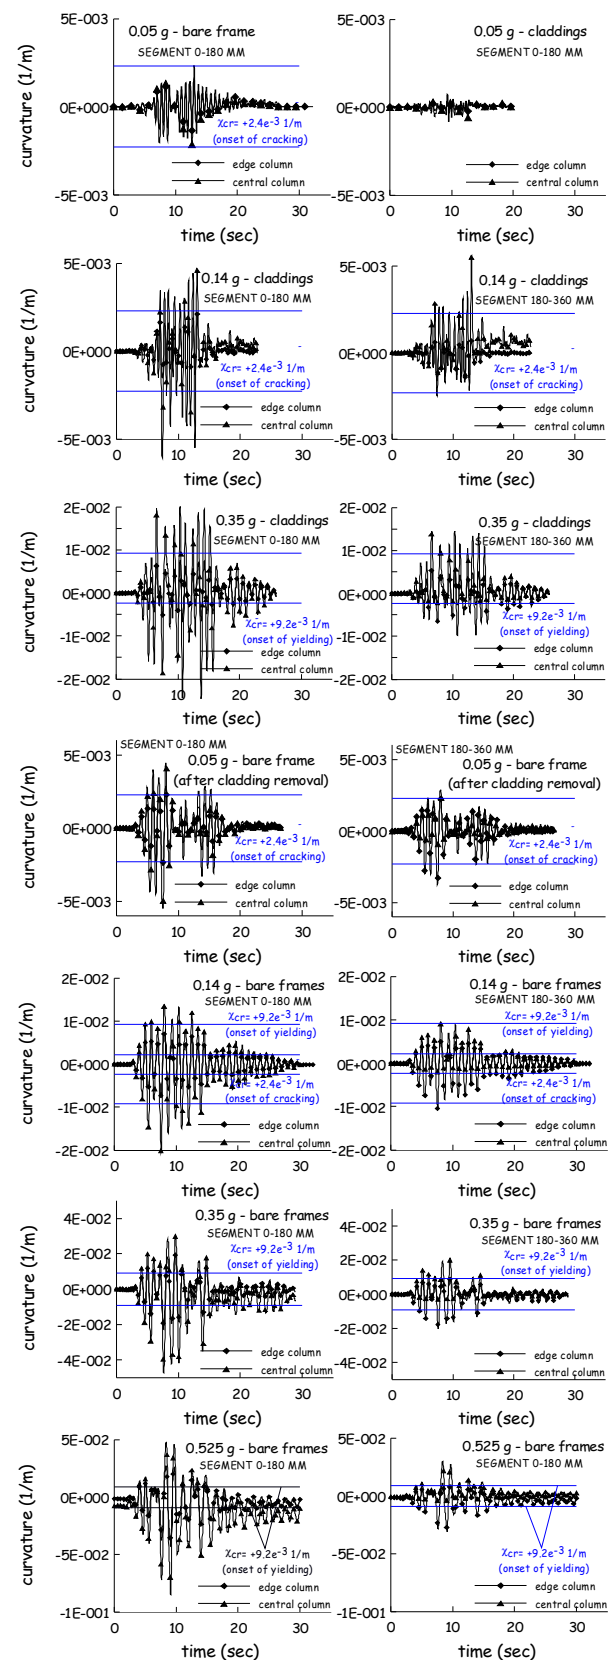 5E-003
0E+000
-5E-003
curvature (1/m)
0.05 g - bare frame
SEGMENT 0-180 MM
χcr= +2.4e-3 1/m
(onset of cracking)
edge column
central column
0 10 20 30
time (sec)
5E-003
0E+000
-5E-003
0.05 g - claddings
SEGMENT 0-180 MM
edge column
central column
0 10 20 30
time (sec)
5E-003
0E+000
-5E-003
curvature (1/m)
0.14 g - claddings
SEGMENT 0-180 MM
χcr= +2.4e-3 1/m
(onset of cracking)
edge column
central column
0 10 20 30
time (sec)
5E-003
0E+000
-5E-003
0.14 g - claddings
SEGMENT 180-360 MM
χcr= +2.4e-3 1/m
(onset of cracking)
edge column
central column
0 10 20 30
time (sec)
2E-002
1E-002
0E+000
-1E-002
-2E-002
curvature (1/m)
0.35 g - claddings
SEGMENT 0-180 MM
χcr= +9.2e-3 1/m
(onset of yielding)
edge column
central column
0 10 20 30
time (sec)
2E-002
1E-002
0E+000
-1E-002
-2E-002
0.35 g - claddings
SEGMENT 180-360 MM
χcr= +9.2e-3 1/m
(onset of yielding)
edge column
central column
0 10 20 30
time (sec)
5E-003
0E+000
-5E-003
curvature (1/m)
SEGMENT 0-180 MM
0.05 g - bare frame
(after cladding removal)
χcr= +2.4e-3 1/m
(onset of cracking)
edge column
central column
0 10 20 30
time (sec)
5E-003
0E+000
-5E-003
SEGMENT 180-360 MM
0.05 g - bare frame
(after cladding removal)
χcr= +2.4e-3 1/m
(onset of cracking)
edge column
central column
0 10 20 30
time (sec)
2E-002
1E-002
0E+000
-1E-002
-2E-002
curvature (1/m)
0.14 g - bare frames
SEGMENT 0-180 MM
χcr= +9.2e-3 1/m
(onset of yielding)
χcr= +2.4e-3 1/m
(onset of cracking)
edge column
central column
0 10 20 30
time (sec)
2E-002
1E-002
0E+000
-1E-002
-2E-002
0.14 g - bare frames
SEGMENT 180-360 MM
χcr= +9.2e-3 1/m
(onset of yielding)
χcr= +2.4e-3 1/m
(onset of cracking)
edge column
central column
0 10 20 30
time (sec)
4E-002
2E-002
0E+000
-2E-002
-4E-002
curvature (1/m)
0.35 g - bare frames
SEGMENT 0-180 MM
χcr= +9.2e-3 1/m
(onset of yielding)
edge column
central column
0 10 20 30
time (sec)
4E-002
2E-002
0E+000
-2E-002
-4E-002
0.35 g - bare frames
SEGMENT 180-360 MM
χcr= +9.2e-3 1/m
(onset of yielding)
edge column
central column
0 10 20 30
time (sec)
5E-002
0E+000
-5E-002
-1E-001
curvature (1/m)
0.525 g - bare frames
SEGMENT 0-180 MM
χcr= +9.2e-3 1/m
(onset of yielding)
edge column
central column
0 10 20 30
time (sec)
5E-002
0E+000
-5E-002
-1E-001
0.525 g - bare frames
SEGMENT 0-180 MM
χcr= +9.2e-3 1/m
(onset of yielding)
edge column
central column
0 10 20 30
time (sec)